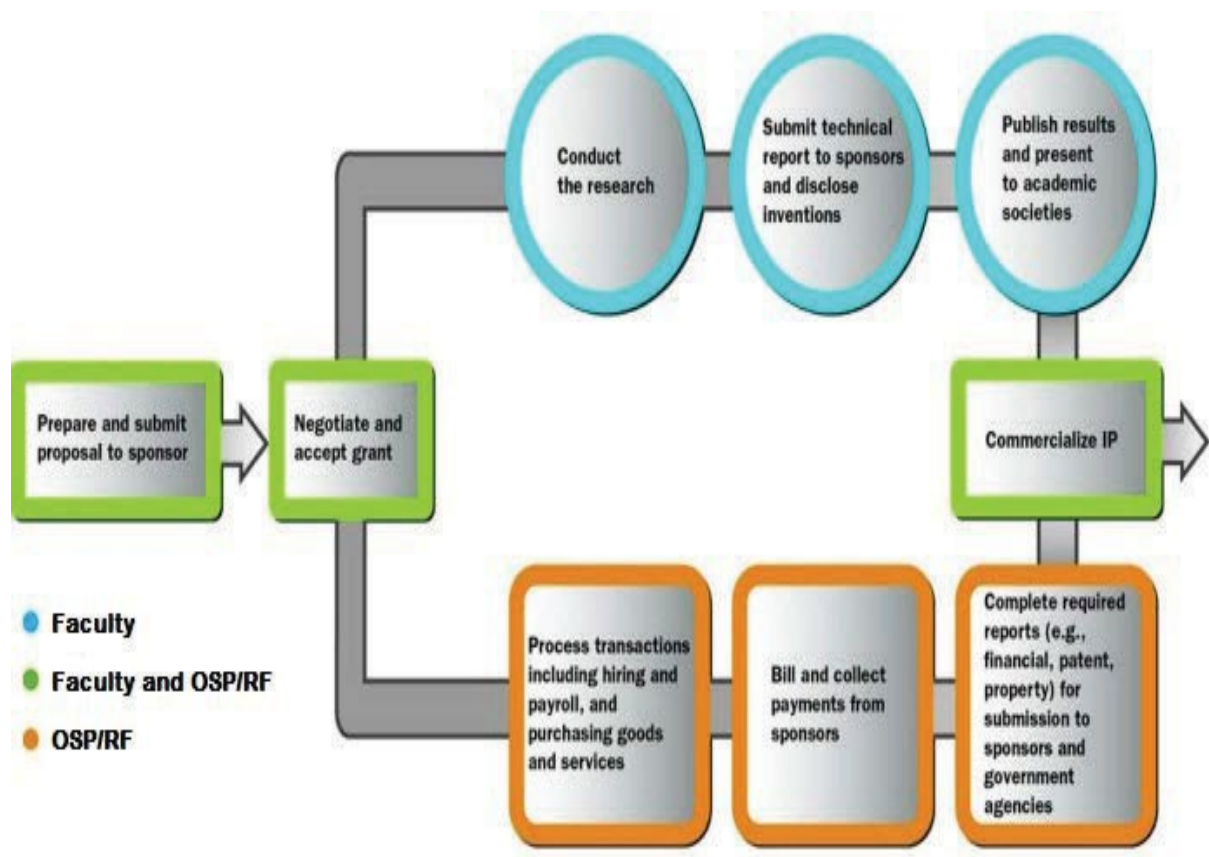 Prepare and submit
proposal to sponsor
Negotiate and
accept grant
Conduct
the research
Submit technical
report to sponsors
and disclose
inventions
Publish results
and present
to academic
societies
Process transactions
including hiring and
payroll, and
purchasing goods
and services
Bill and collect
payments from
sponsors
Complete required
reports (e.g.,
financial, patent,
property) for
submission to
sponsors and
government
agencies
Commercialize IP
Faculty
Faculty and OSP/RF
OSP/RF